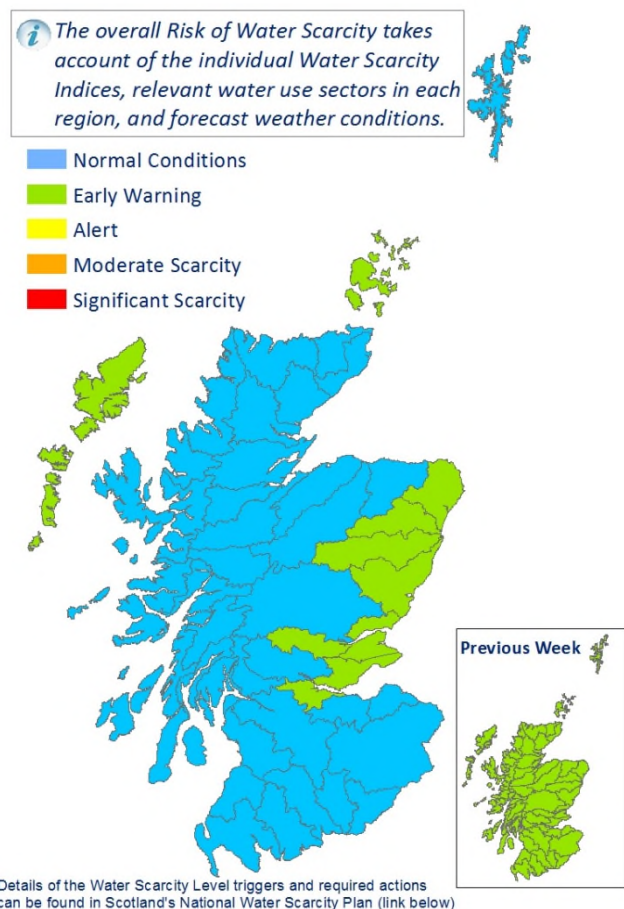 The overall Risk of Water Scarcity takes
account of the individual Water Scarcity
Indices, relevant water use sectors in each
region, and forecast weather conditions.
Normal Conditions
Early Warning
Alert
Moderate Scarcity
Significant Scarcity
Previous Week
Details of the Water Scarcity Level triggers and required actions
can be found in Scotland's National Water Scarcity Plan (link below)